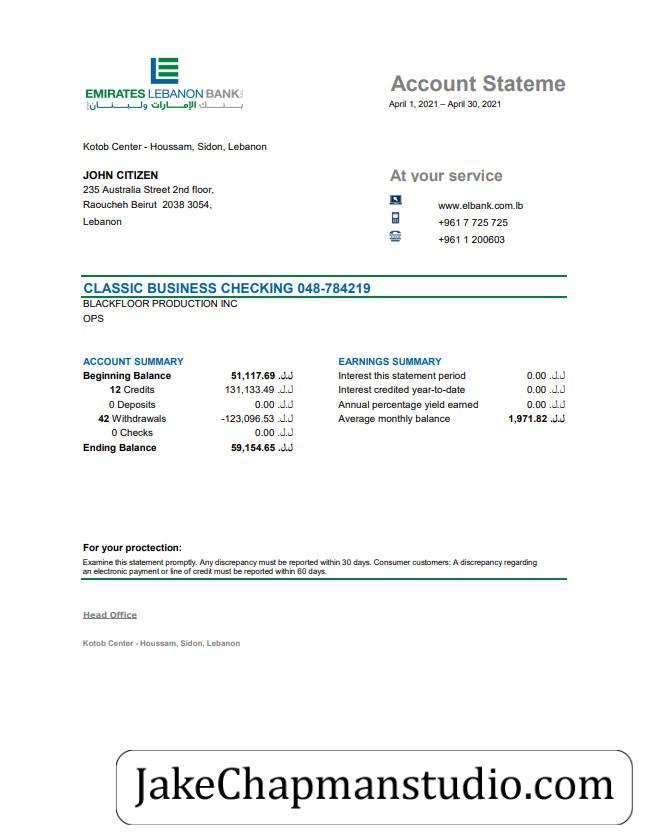 EMIRATES LEBANON BANK
بـنــك الإمــارات ولـبــنــان
Account Stateme
April 1, 2021 – April 30, 2021
Kotob Center - Houssam, Sidon, Lebanon
JOHN CITIZEN
235 Australia Street 2nd floor,
Raoucheh Beirut 2038 3054,
Lebanon
At your service
www.elbank.com.lb
+961 7 725 725
+961 1 200603
CLASSIC BUSINESS CHECKING 048-784219
BLACKFLOOR PRODUCTION INC
OPS
ACCOUNT SUMMARY
Beginning Balance 51,117.69 ل.ل.
12 Credits 131,133.49 ل.ل.
0 Deposits 0.00 ل.ل.
42 Withdrawals -123,096.53 ل.ل.
0 Checks 0.00 ل.ل.
Ending Balance 59,154.65 ل.ل.
EARNINGS SUMMARY
Interest this statement period 0.00 ل.ل.
Interest credited year-to-date 0.00 ل.ل.
Annual percentage yield earned 0.00 ل.ل.
Average monthly balance 1,971.82 ل.ل.
For your proctection:
Examine this statement promptly. Any discrepancy must be reported within 30 days. Consumer customers: A discrepancy regarding
an electronic payment or line of credit must be reported within 60 days.
Head Office
Kotob Center - Houssam, Sidon, Lebanon
JakeChapmanstudio.com